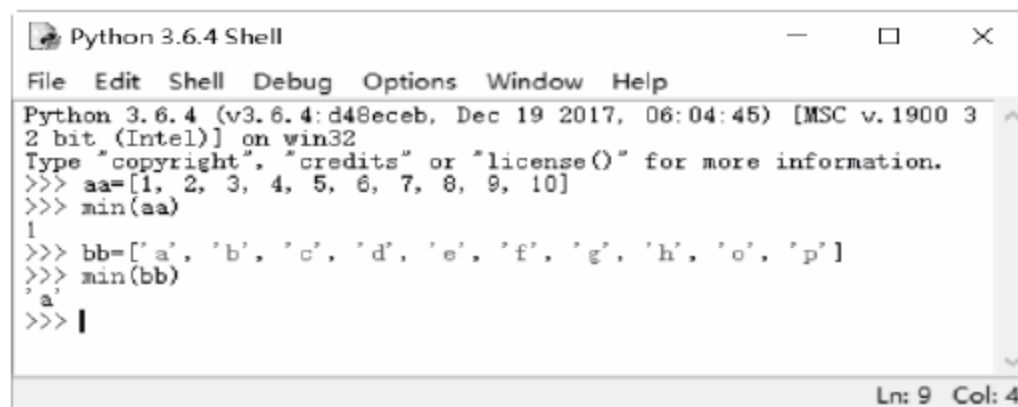 Python 3.6.4 Shell
File Edit Shell Debug Options Window Help
Python 3.6.4 (v3.6.4:d48eceb, Dec 19 2017, 06:04:45) [MSC v.1900 3
2 bit (Intel)] on win32
Type "copyright", "credits" or "license()" for more information.
>>> aa=[1, 2, 3, 4, 5, 6, 7, 8, 9, 10]
>>> min(aa)
1
>>> bb=['a', 'b', 'c', 'd', 'e', 'f', 'g', 'h', 'o', 'p']
>>> min(bb)
'a'
>>>
Ln: 9 Col: 4